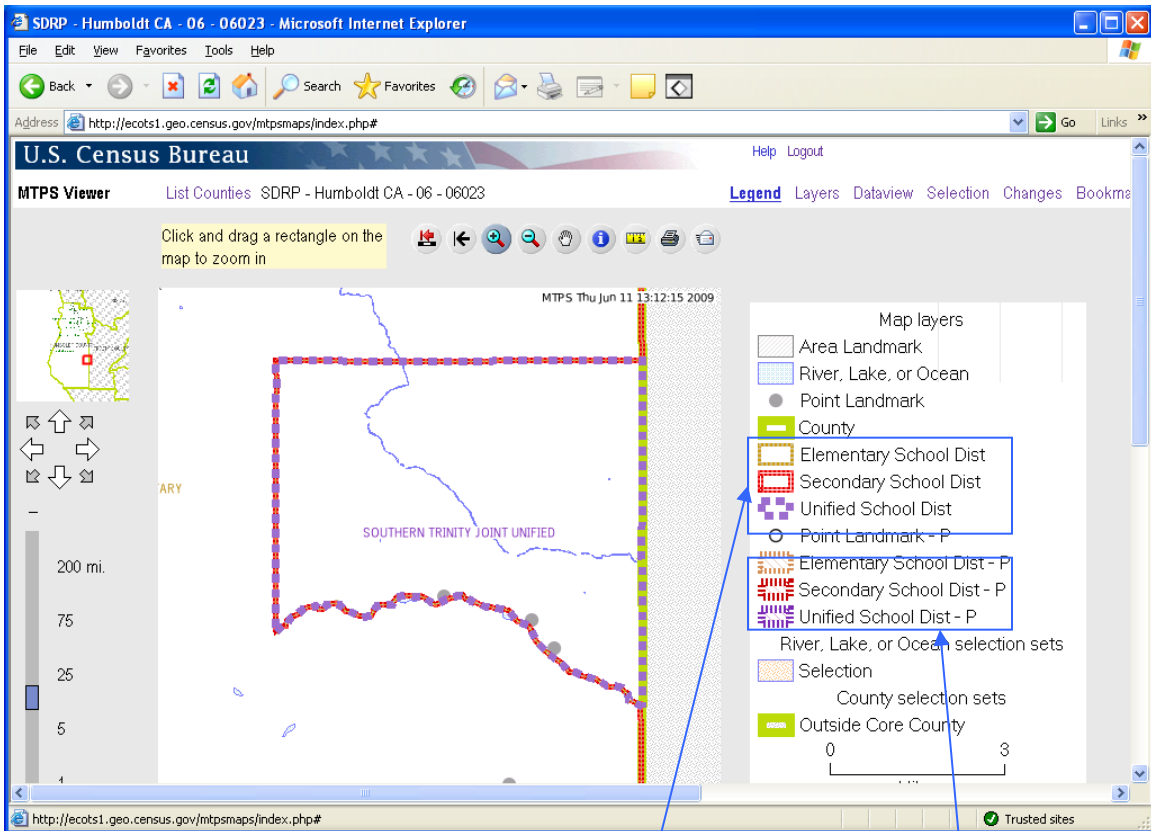 SDRP - Humboldt CA - 06 - 06023 - Microsoft Internet Explorer
File Edit View Favorites Tools Help
Back Search Favorites
Address http://ecots1.geo.census.gov/mtpsmaps/index.php# Go Links »
U.S. Census Bureau Help Logout
MTPS Viewer List Counties SDRP - Humboldt CA - 06 - 06023 Legend Layers Dataview Selection Changes Bookma
Click and drag a rectangle on the
map to zoom in
MTPS Thu Jun 11 13:12:15 2009
ARY
SOUTHERN TRINITY JOINT UNIFIED
200 mi.
75
25
5
1
Map layers
Area Landmark
River, Lake, or Ocean
Point Landmark
County
Elementary School Dist
Secondary School Dist
Unified School Dist
Point Landmark - P
Elementary School Dist - P
Secondary School Dist - P
Unified School Dist - P
River, Lake, or Ocean selection sets
Selection
County selection sets
Outside Core County
0 3
http://ecots1.geo.census.gov/mtpsmaps/index.php# Trusted sites